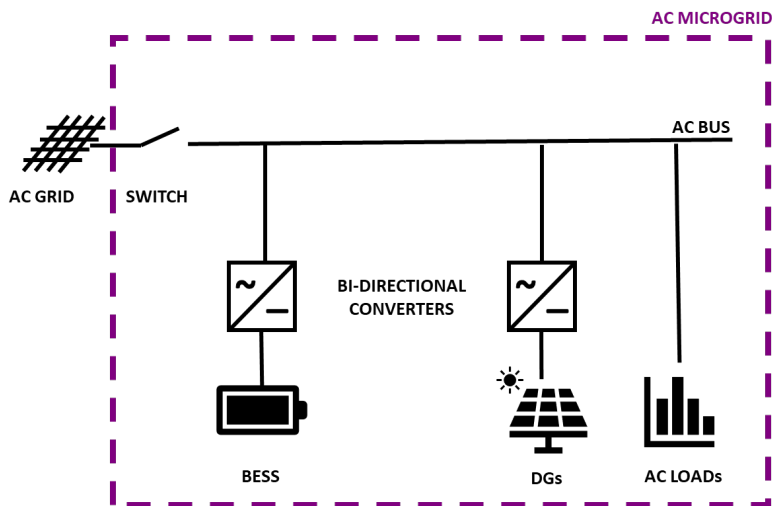 AC MICROGRID
AC BUS
AC GRID
SWITCH
BI-DIRECTIONAL
CONVERTERS
BESS
DGs
AC LOADs